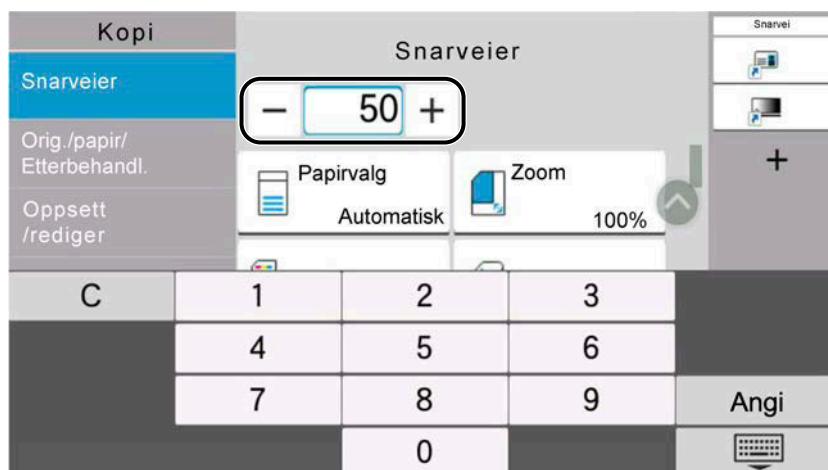 Kopi
Snarveier
Snarvei
Snarveier
− 50 +
Orig./papir/
Etterbehandl.
Papirvalg
Automatisk
Zoom
100%
+
Oppsett
/rediger
C
1 2 3
4 5 6
7 8 9
Angi
0